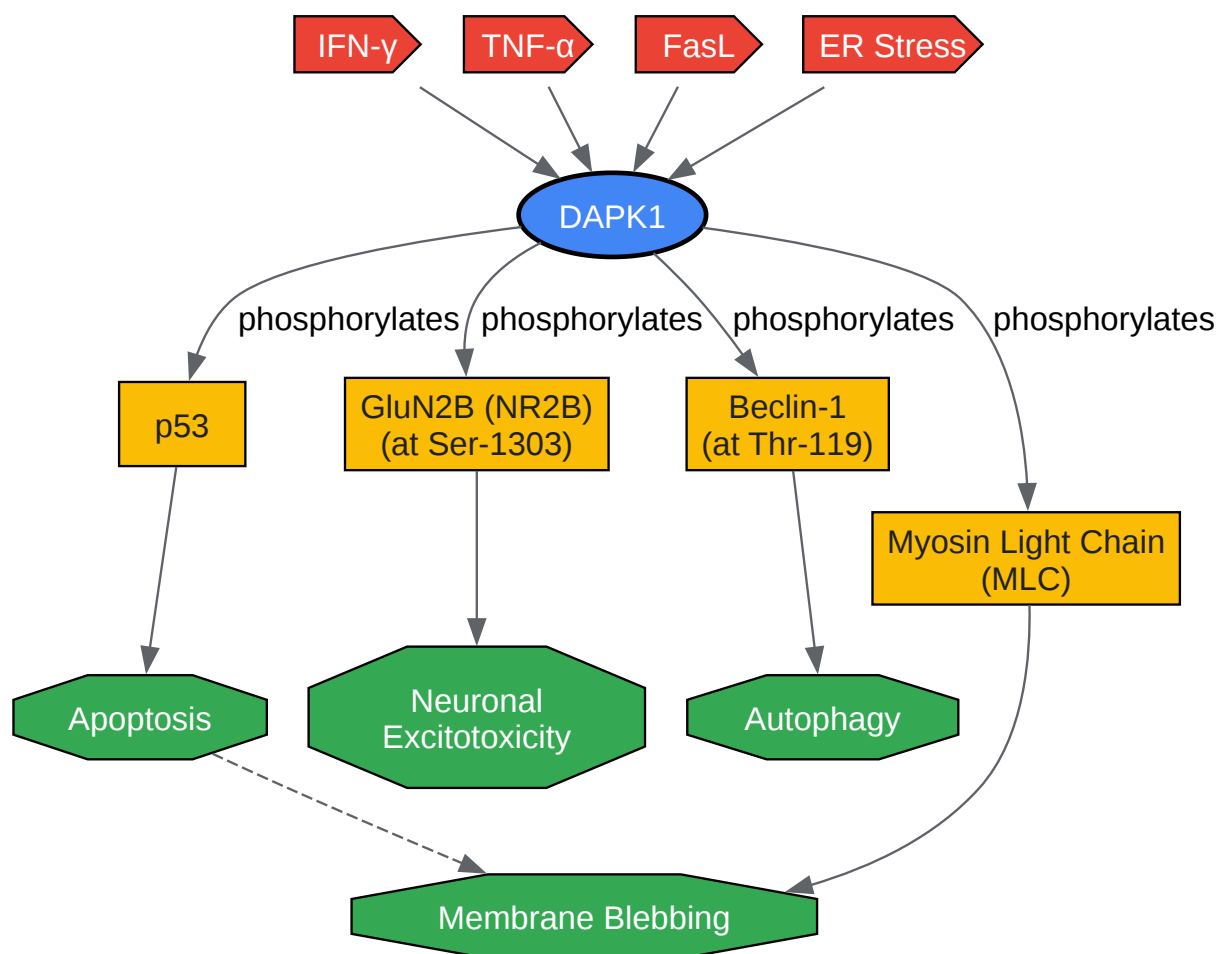 IFN-γ
TNF-α
FasL
ER Stress
DAPK1
phosphorylates
phosphorylates
phosphorylates
phosphorylates
p53
GluN2B (NR2B)
(at Ser-1303)
Beclin-1
(at Thr-119)
Myosin Light Chain
(MLC)
Apoptosis
Neuronal
Excitotoxicity
Autophagy
Membrane Blebbing